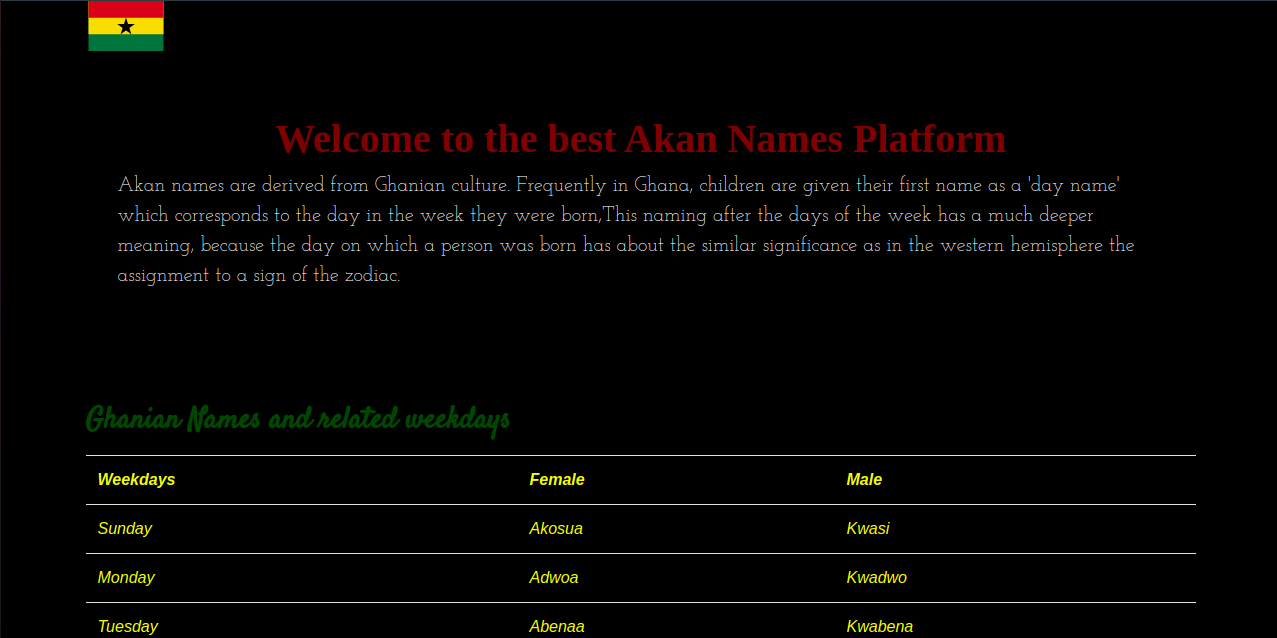 Welcome to the best Akan Names Platform
Akan names are derived from Ghanian culture. Frequently in Ghana, children are given their first name as a 'day name'
which corresponds to the day in the week they were born,This naming after the days of the week has a much deeper
meaning, because the day on which a person was born has about the similar significance as in the western hemisphere the
assignment to a sign of the zodiac.
Ghanian Names and related weekdays
Weekdays Female Male
Sunday Akosua Kwasi
Monday Adwoa Kwadwo
Tuesday Abenaa Kwabena